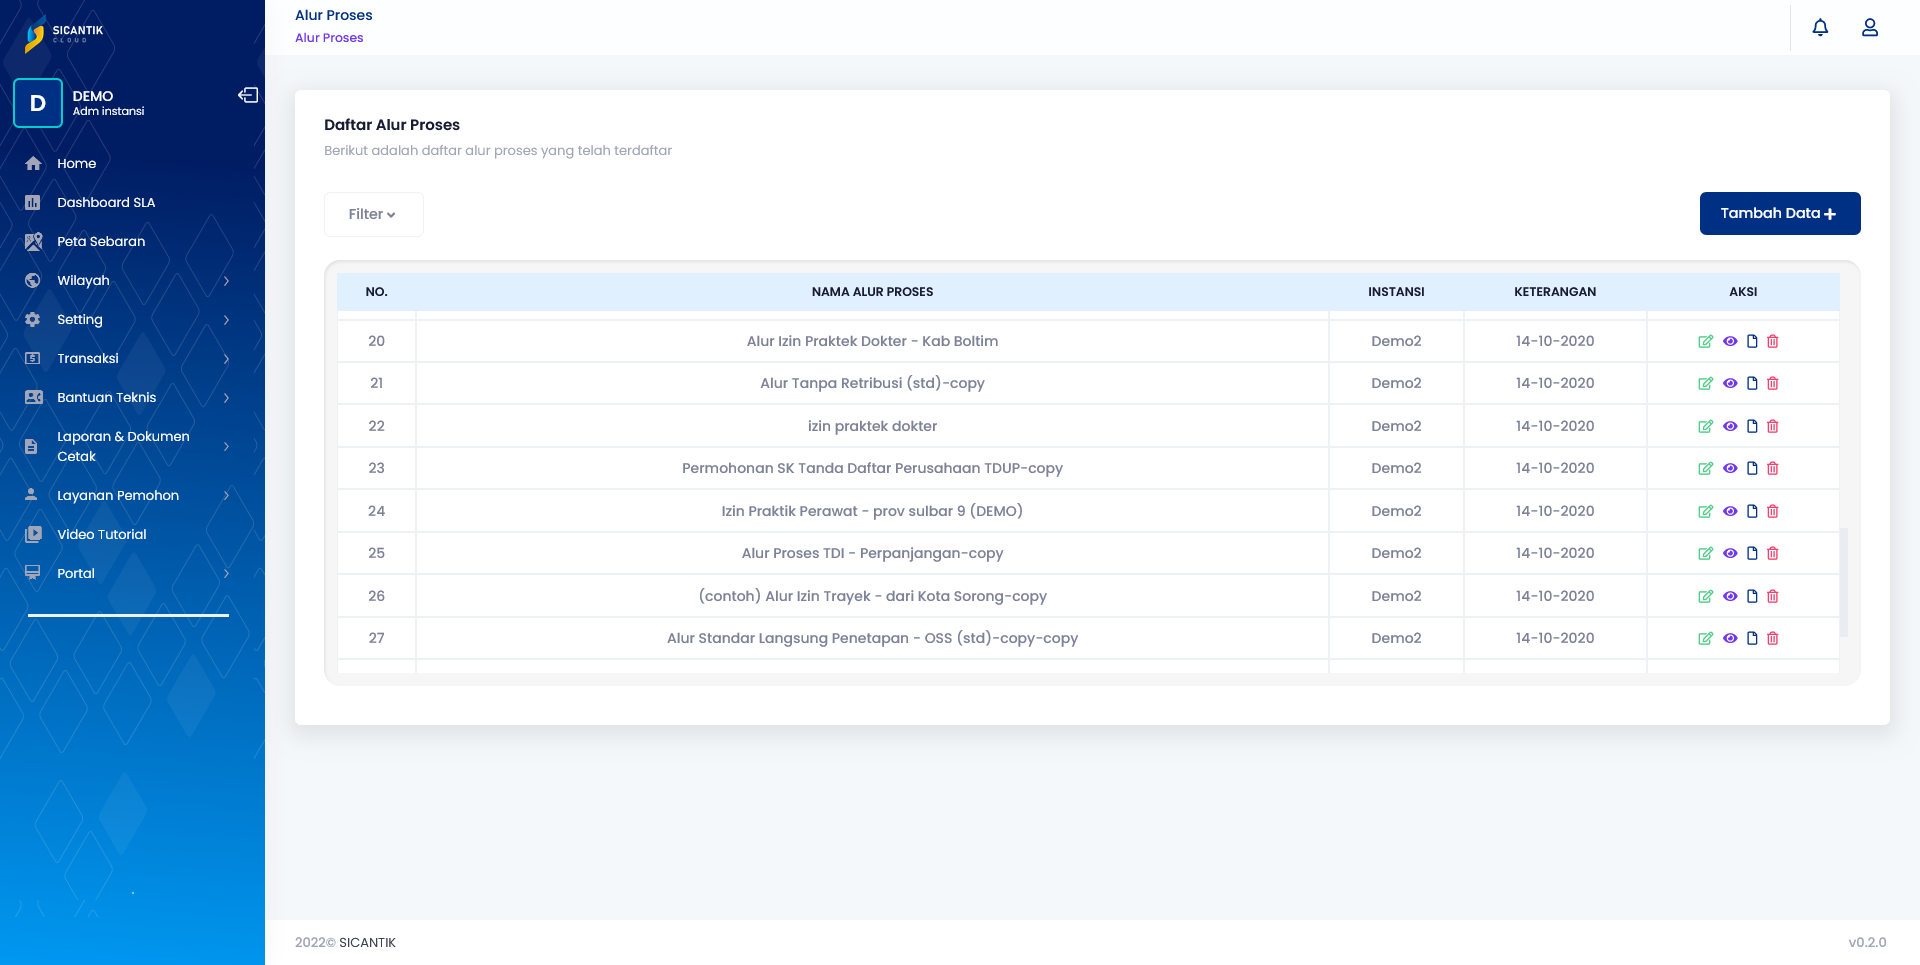 SICANTIK
CLOUD
D
DEMO
Adm instansi
Home
Dashboard SLA
Peta Sebaran
Wilayah
Setting
Transaksi
Bantuan Teknis
Laporan & Dokumen
Cetak
Layanan Pemohon
Video Tutorial
Portal
Alur Proses
Alur Proses
Daftar Alur Proses
Berikut adalah daftar alur proses yang telah terdaftar
Filter
Tambah Data +
NO. NAMA ALUR PROSES INSTANSI KETERANGAN AKSI
20 Alur Izin Praktek Dokter - Kab Boltim Demo2 14-10-2020
21 Alur Tanpa Retribusi (std)-copy Demo2 14-10-2020
22 izin praktek dokter Demo2 14-10-2020
23 Permohonan SK Tanda Daftar Perusahaan TDUP-copy Demo2 14-10-2020
24 Izin Praktik Perawat - prov sulbar 9 (DEMO) Demo2 14-10-2020
25 Alur Proses TDI - Perpanjangan-copy Demo2 14-10-2020
26 (contoh) Alur Izin Trayek - dari Kota Sorong-copy Demo2 14-10-2020
27 Alur Standar Langsung Penetapan - OSS (std)-copy-copy Demo2 14-10-2020
2022© SICANTIK
v0.2.0